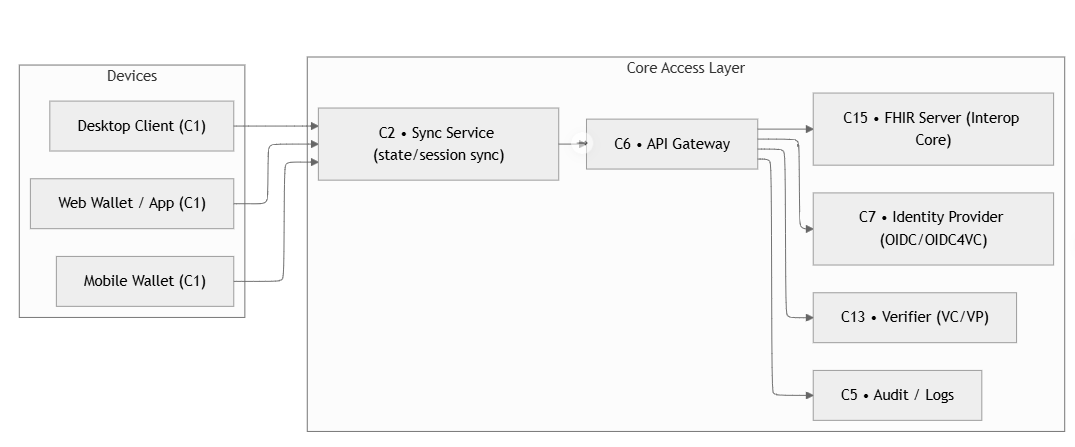 Devices
Desktop Client (C1)
Web Wallet / App (C1)
Mobile Wallet (C1)
Core Access Layer
C2 • Sync Service
(state/session sync)
C6 • API Gateway
C15 • FHIR Server (Interop
Core)
C7 • Identity Provider
(OIDC/OIDC4VC)
C13 • Verifier (VC/VP)
C5 • Audit / Logs